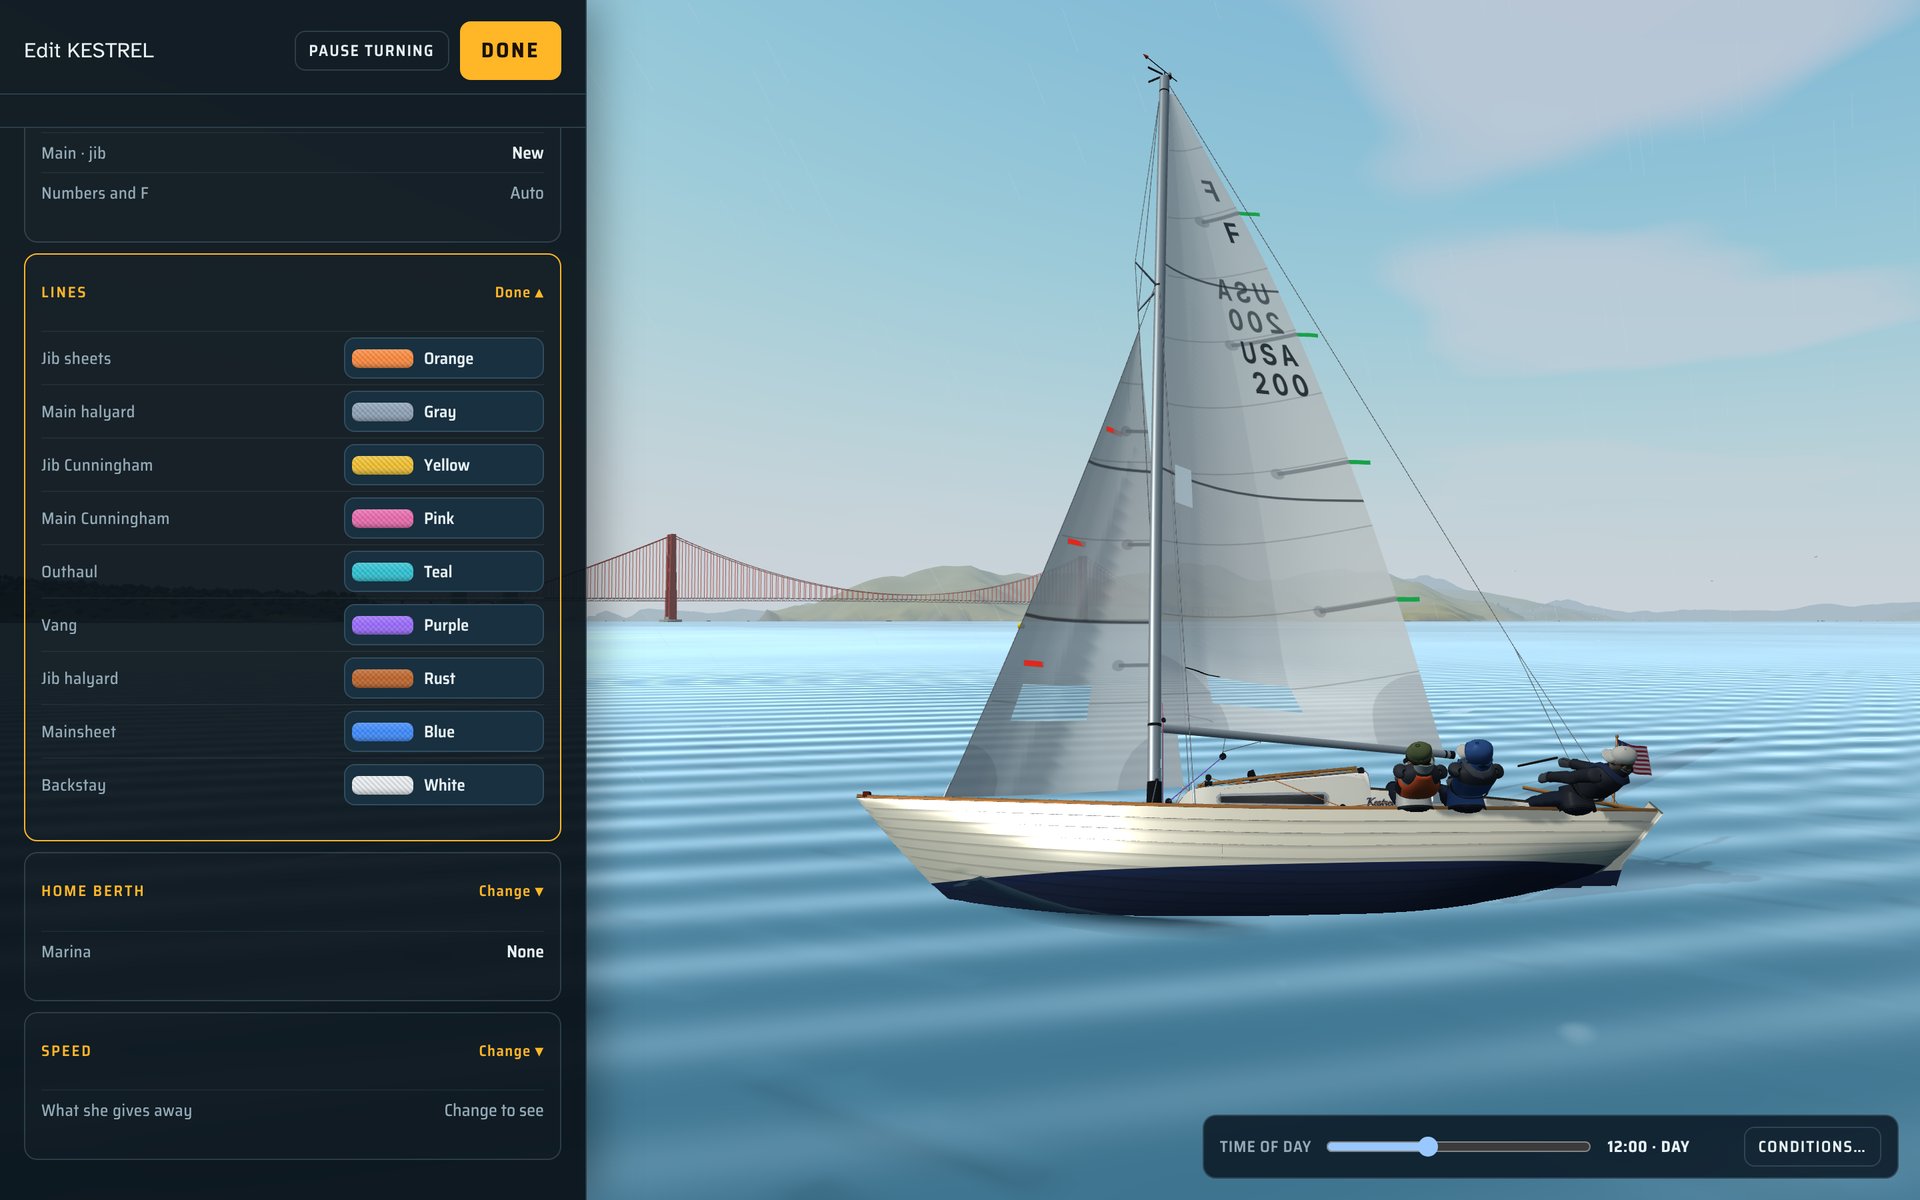 Edit KESTREL
PAUSE TURNING
DONE
Main · jib
New
Numbers and F
Auto
LINES
Done ▲
Jib sheets
Orange
Main halyard
Gray
Jib Cunningham
Yellow
Main Cunningham
Pink
Outhaul
Teal
Vang
Purple
Jib halyard
Rust
Mainsheet
Blue
Backstay
White
HOME BERTH
Change ▼
Marina
None
SPEED
Change ▼
What she gives away
Change to see
F
F
USA
200
USA
200
Kestrel
TIME OF DAY
12:00 · DAY
CONDITIONS...